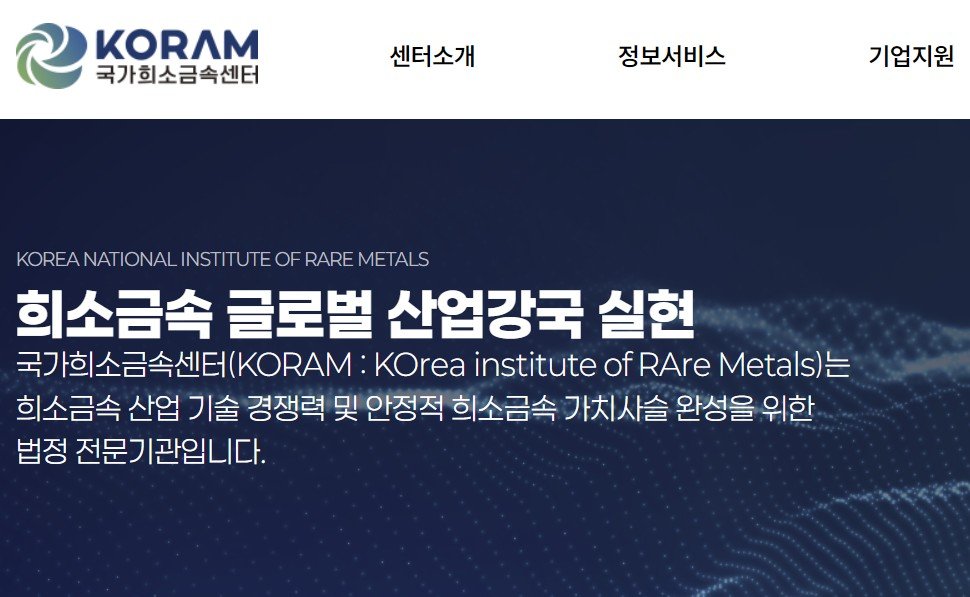 KORAM
국가희소금속센터
센터소개
정보서비스
기업지원
KOREA NATIONAL INSTITUTE OF RARE METALS
희소금속 글로벌 산업강국 실현
국가희소금속센터(KORAM : KOrea institute of RAre Metals)는
희소금속 산업 기술 경쟁력 및 안정적 희소금속 가치사슬 완성을 위한
법정 전문기관입니다.